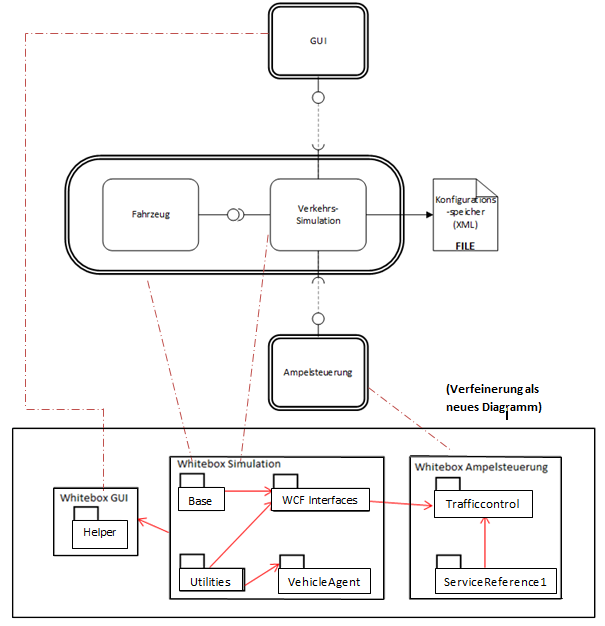 GUI
Fahrzeug
Verkehrs-
Simulation
Konfigurations
-speicher
(XML)
FILE
Ampelsteuerung
(Verfeinerung als
neues Diagramm)
Whitebox GUI
Helper
Whitebox Simulation
Base
WCF Interfaces
Utilities
VehicleAgent
Whitebox Ampelsteuerung
Trafficcontrol
ServiceReference1